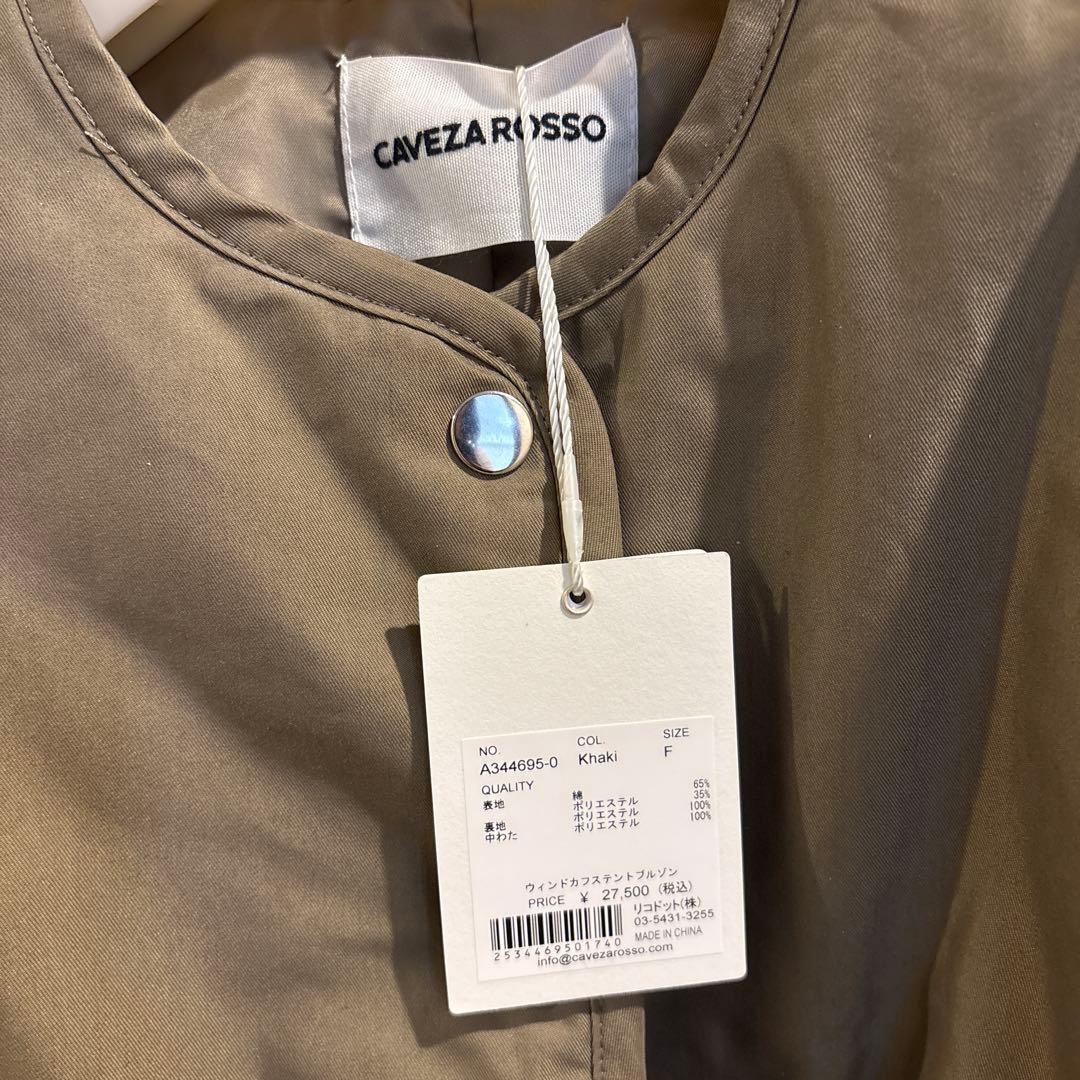 CAVEZA ROSSO
NO. COL. SIZE
A344695-0 Khaki F
QUALITY
表地 綿 65%
ポリエステル 35%
裏地 ポリエステル 100%
中わた ポリエステル 100%
ウィンドカフステントブルゾン
PRICE ¥ 27,500 (税込)
リコドット(株)
03-5431-3255
MADE IN CHINA
2534469501740
info@cavezarosso.com